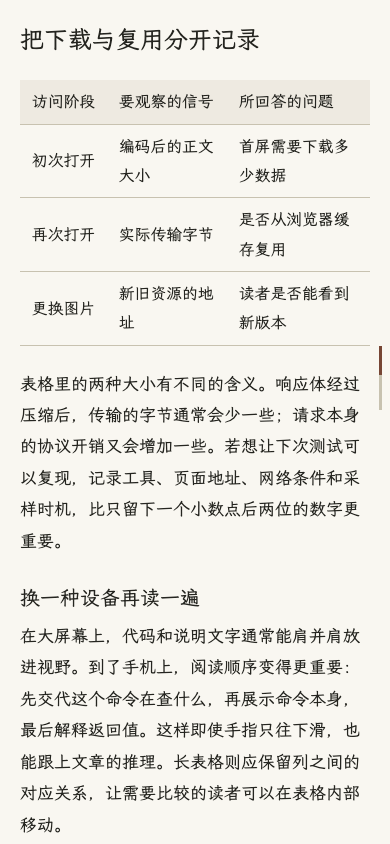 把下载与复用分开记录
访问阶段 要观察的信号 所回答的问题
初次打开 编码后的正文大小 首屏需要下载多少数据
再次打开 实际传输字节 是否从浏览器缓存复用
更换图片 新旧资源的地址 读者是否能看到新版本
表格里的两种大小有不同的含义。响应体经过
压缩后，传输的字节通常会少一些；请求本身
的协议开销又会增加一些。若想让下次测试可
以复现，记录工具、页面地址、网络条件和采
样时机，比只留下一个小数点后两位的数字更
重要。
换一种设备再读一遍
在大屏幕上，代码和说明文字通常能肩并肩放
进视野。到了手机上，阅读顺序变得更重要：
先交代这个命令在查什么，再展示命令本身，
最后解释返回值。这样即使手指只往下滑，也
能跟上文章的推理。长表格则应保留列之间的
对应关系，让需要比较的读者可以在表格内部
移动。